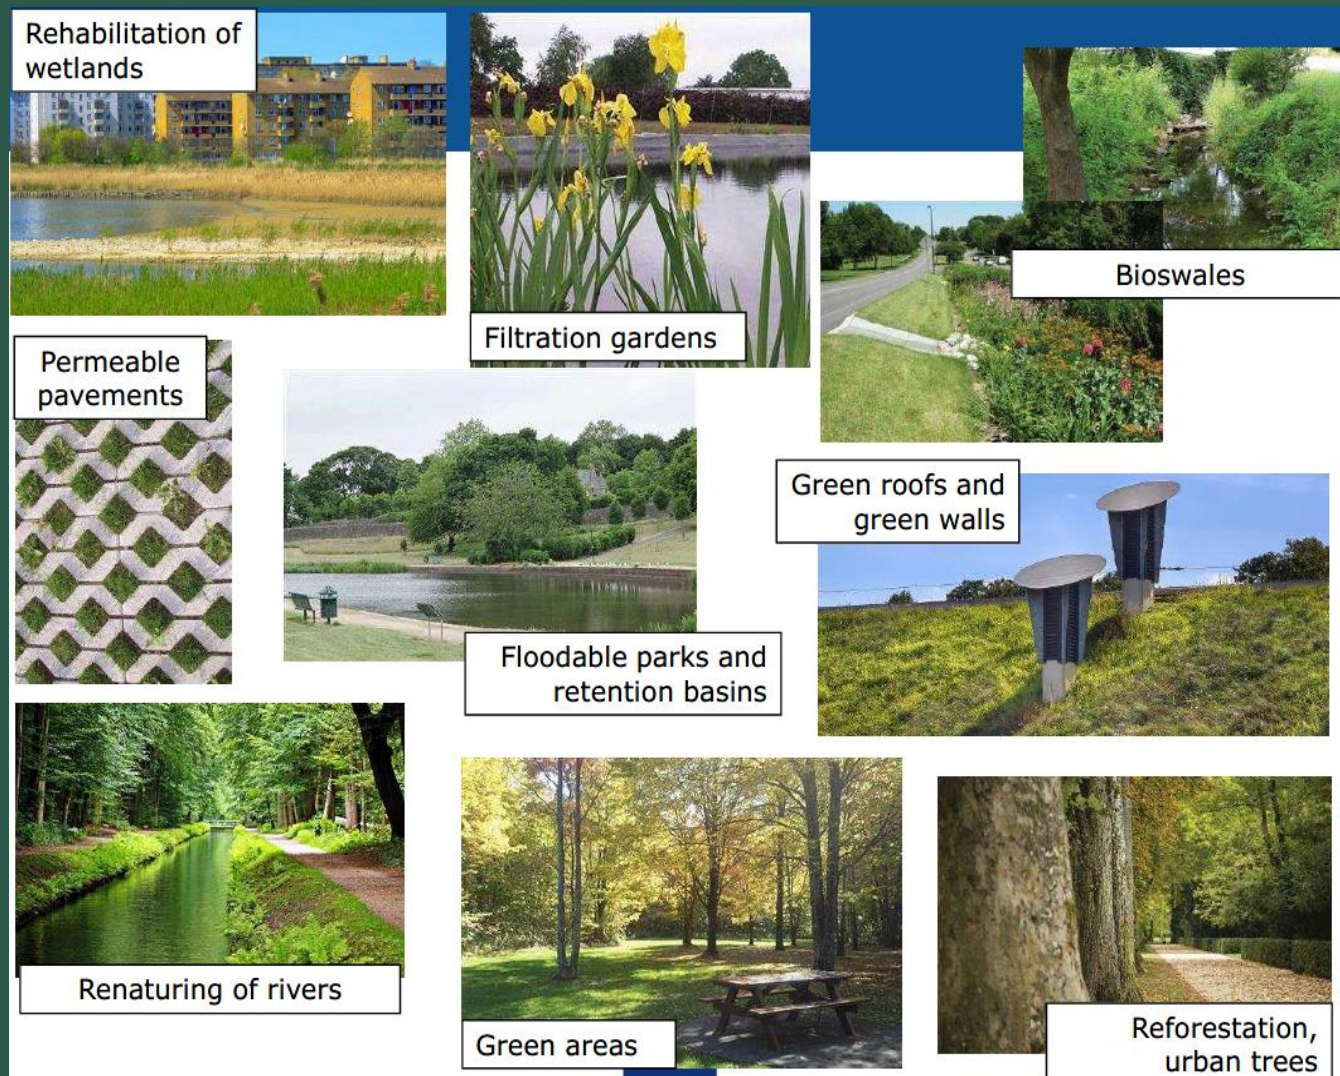 Rehabilitation of
wetlands
Filtration gardens
Bioswales
Permeable
pavements
Green roofs and
green walls
Floodable parks and
retention basins
Renaturing of rivers
Green areas
Reforestation,
urban trees